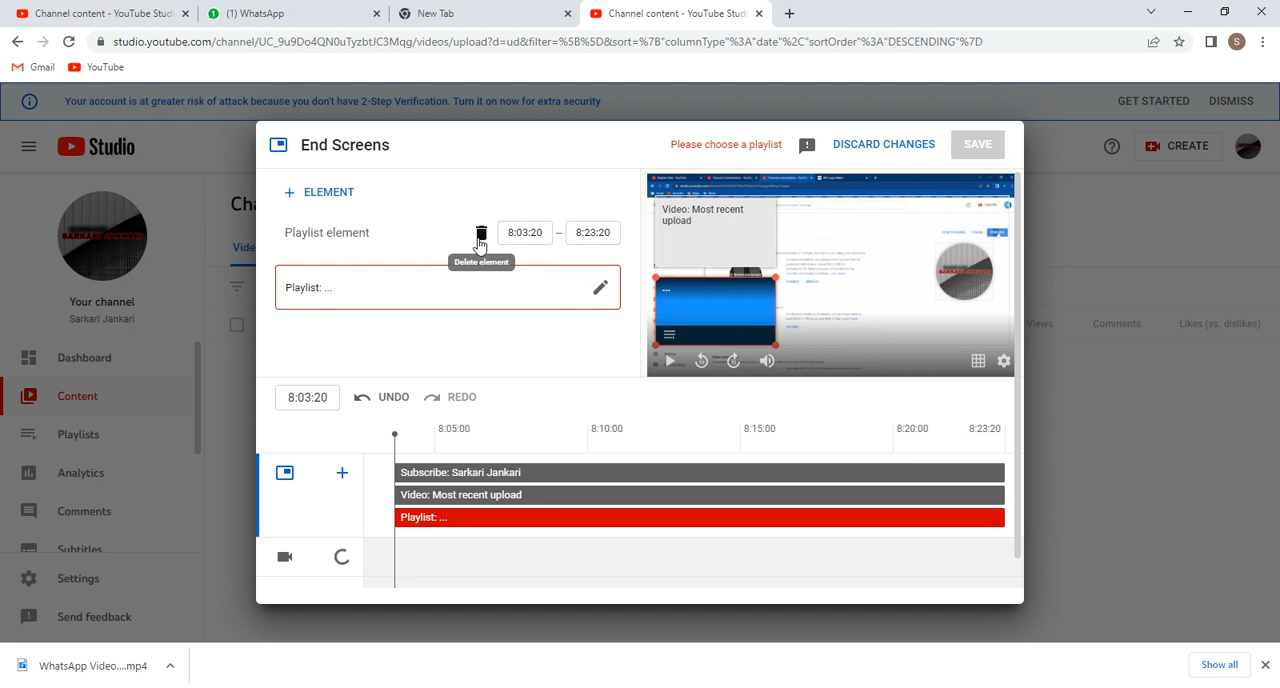 Channel content - YouTube Studi
(1) WhatsApp
New Tab
Channel content - YouTube Studi
studio.youtube.com/channel/UC_9u9Do4QN0uTyzbtJC3Mqg/videos/upload?d=ud&filter=%5B%5D&sort=%7B"columnType"%3A"date"%2C"sortOrder"%3A"DESCENDING"%7D
S
Gmail
YouTube
Your account is at greater risk of attack because you don't have 2-Step Verification. Turn it on now for extra security
GET STARTED
DISMISS
Studio
CREATE
End Screens
Please choose a playlist
DISCARD CHANGES
SAVE
+ ELEMENT
Playlist element
8:03:20 – 8:23:20
Delete element
Playlist: ...
Video: Most recent
upload
...
Your channel
Sarkari Jankari
Views
Comments
Likes (vs. dislikes)
Dashboard
Content
Playlists
Analytics
Comments
Subtitles
Settings
Send feedback
8:03:20
UNDO
REDO
8:05:00
8:10:00
8:15:00
8:20:00
8:23:20
Subscribe: Sarkari Jankari
Video: Most recent upload
Playlist: ...
WhatsApp Video....mp4
Show all